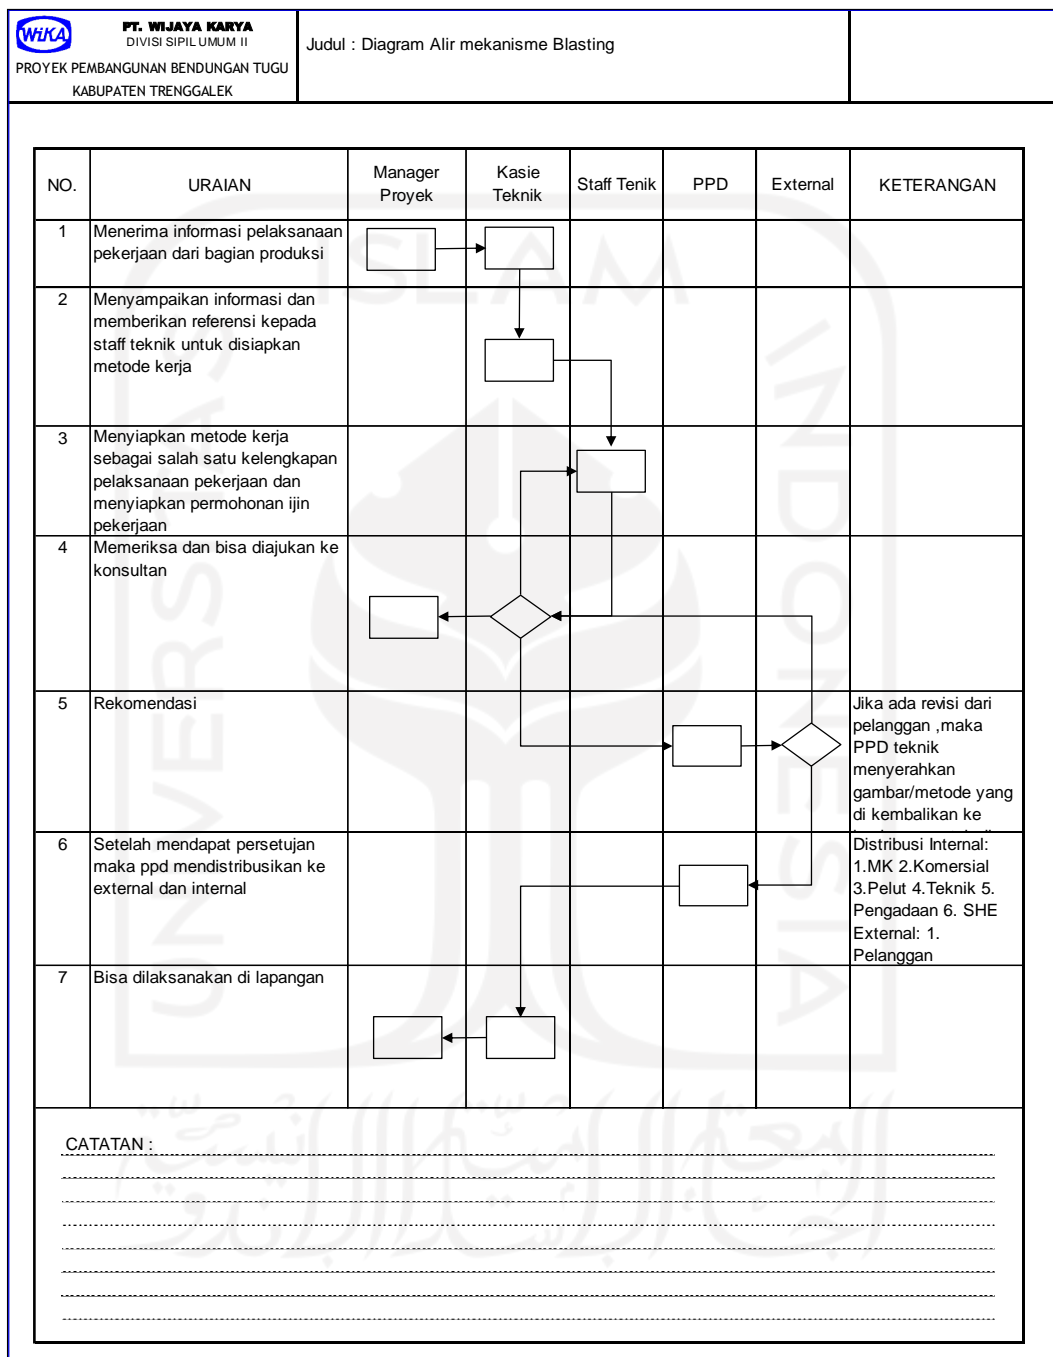 WiKA
PT. WIJAYA KARYA
DIVISI SIPIL UMUM II
PROYEK PEMBANGUNAN BENDUNGAN TUGU
KABUPATEN TRENGGALEK
Judul : Diagram Alir mekanisme Blasting
NO.
URAIAN
Manager
Proyek
Kasie
Teknik
Staff Tenik
PPD
External
KETERANGAN
1
Menerima informasi pelaksanaan
pekerjaan dari bagian produksi
2
Menyampaikan informasi dan
memberikan referensi kepada
staff teknik untuk disiapkan
metode kerja
3
Menyiapkan metode kerja
sebagai salah satu kelengkapan
pelaksanaan pekerjaan dan
menyiapkan permohonan ijin
pekerjaan
4
Memeriksa dan bisa diajukan ke
konsultan
5
Rekomendasi
Jika ada revisi dari
pelanggan ,maka
PPD teknik
menyerahkan
gambar/metode yang
di kembalikan ke
6
Setelah mendapat persetujan
maka ppd mendistribusikan ke
external dan internal
Distribusi Internal:
1.MK 2.Komersial
3.Pelut 4.Teknik 5.
Pengadaan 6. SHE
External: 1.
Pelanggan
7
Bisa dilaksanakan di lapangan
CATATAN :
UNIVERSITAS
ISLAM
INDONESIA